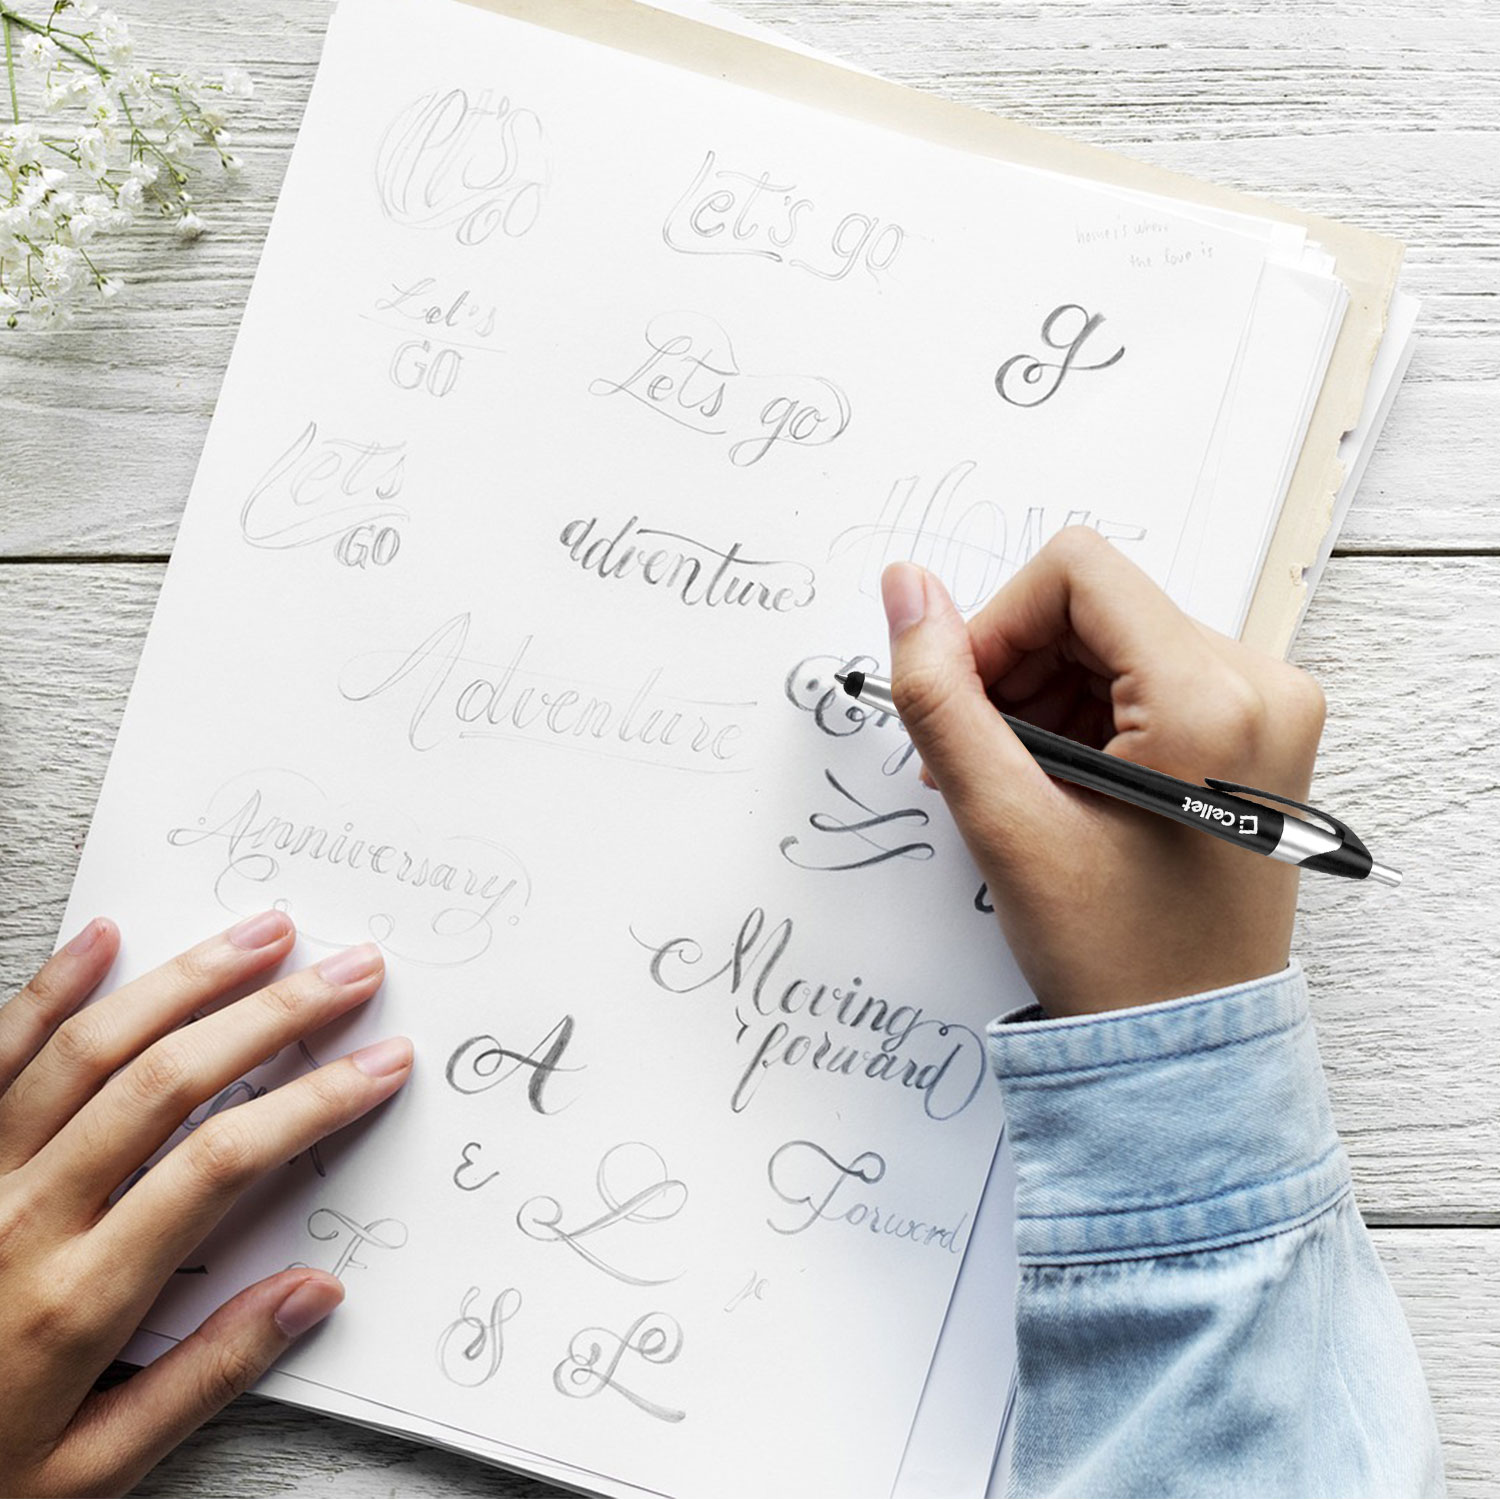 Let's
go
Let's go
home is where
the love is
Let's
GO
Let's go
g
Let's
GO
adventure
HOME
Adventure
En
Cellet
Anniversary
Moving
forward
A
ε
L
Forward
F
S
L